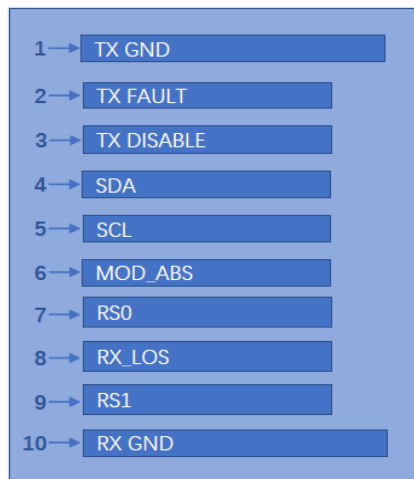 1 TX GND
2 TX FAULT
3 TX DISABLE
4 SDA
5 SCL
6 MOD_ABS
7 RS0
8 RX_LOS
9 RS1
10 RX GND